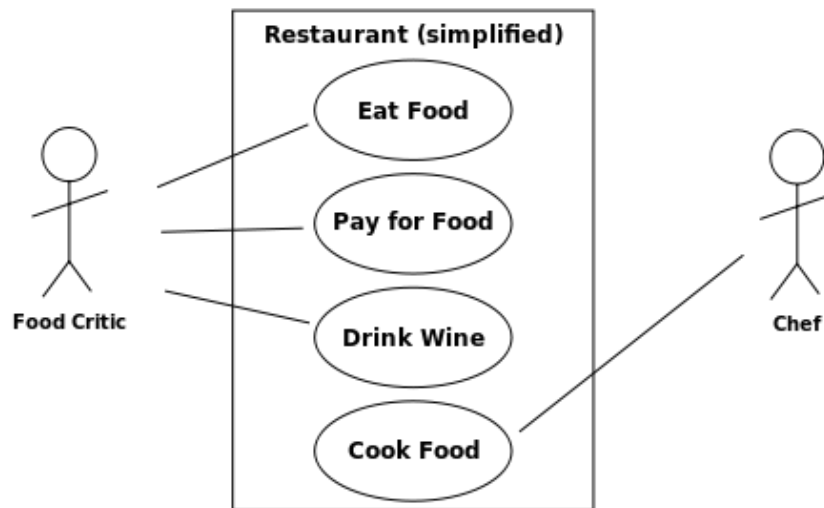 Restaurant (simplified)
Eat Food
Pay for Food
Drink Wine
Cook Food
Food Critic
Chef